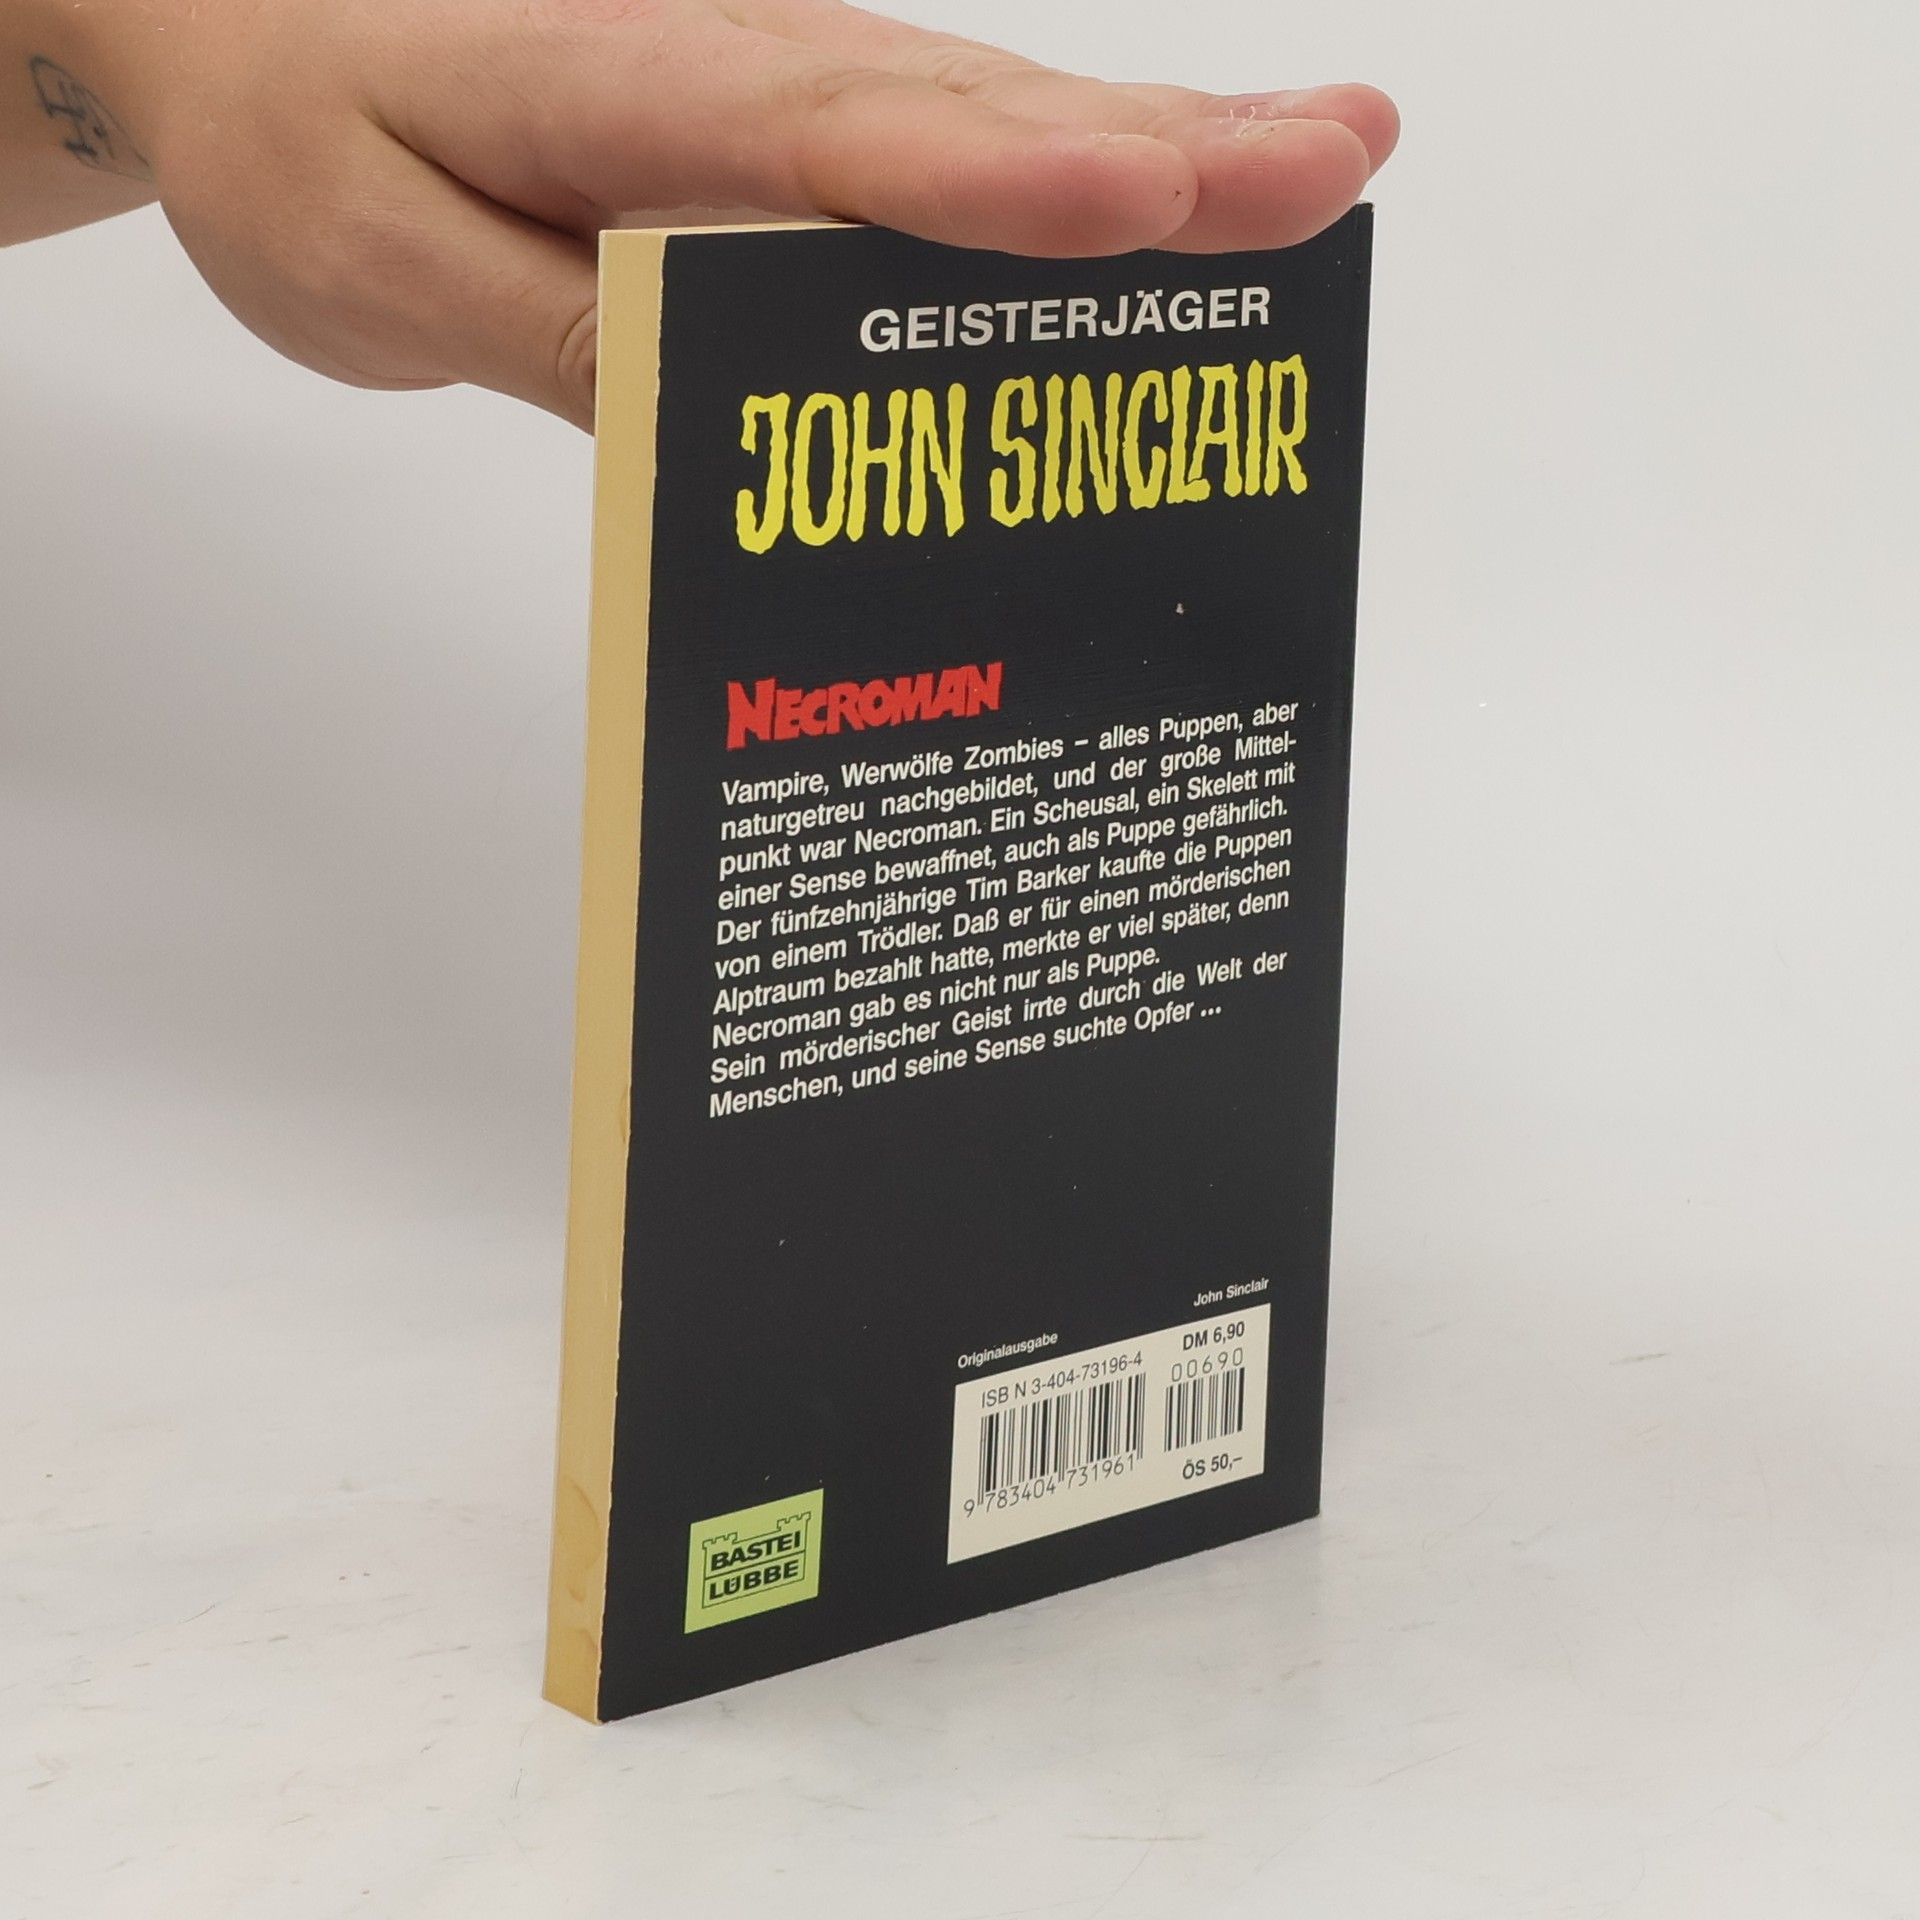 GEISTERJÄGER
JOHN SINCLAIR
NECROMAN
Vampire, Werwölfe Zombies – alles Puppen, aber
naturgetreu nachgebildet, und der große Mittel-
punkt war Necroman. Ein Scheusal, ein Skelett mit
einer Sense bewaffnet, auch als Puppe gefährlich.
Der fünfzehnjährige Tim Barker kaufte die Puppen
von einem Trödler. Daß er für einen mörderischen
Alptraum bezahlt hatte, merkte er viel später, denn
Necroman gab es nicht nur als Puppe.
Sein mörderischer Geist irrte durch die Welt der
Menschen, und seine Sense suchte Opfer ...
Originalausgabe
John Sinclair
ISBN 3-404-73196-4
DM 6,90
00690
9 783404 731961
ÖS 50,–
BASTEI
LÜBBE